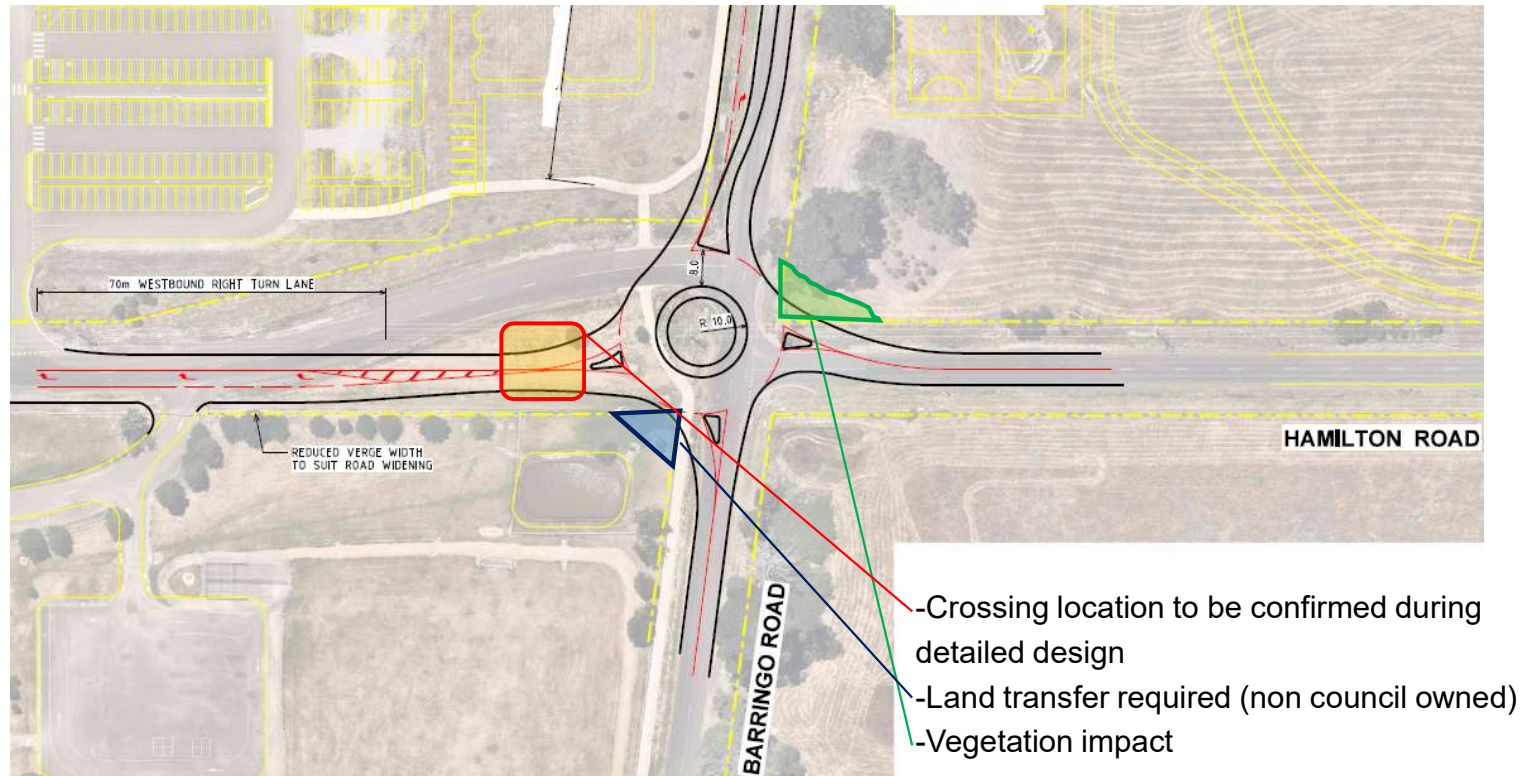 70m WESTBOUND RIGHT TURN LANE
8.0
R 10.0
REDUCED VERGE WIDTH
TO SUIT ROAD WIDENING
HAMILTON ROAD
BARRINGO ROAD
-Crossing location to be confirmed during
detailed design
-Land transfer required (non council owned)
-Vegetation impact